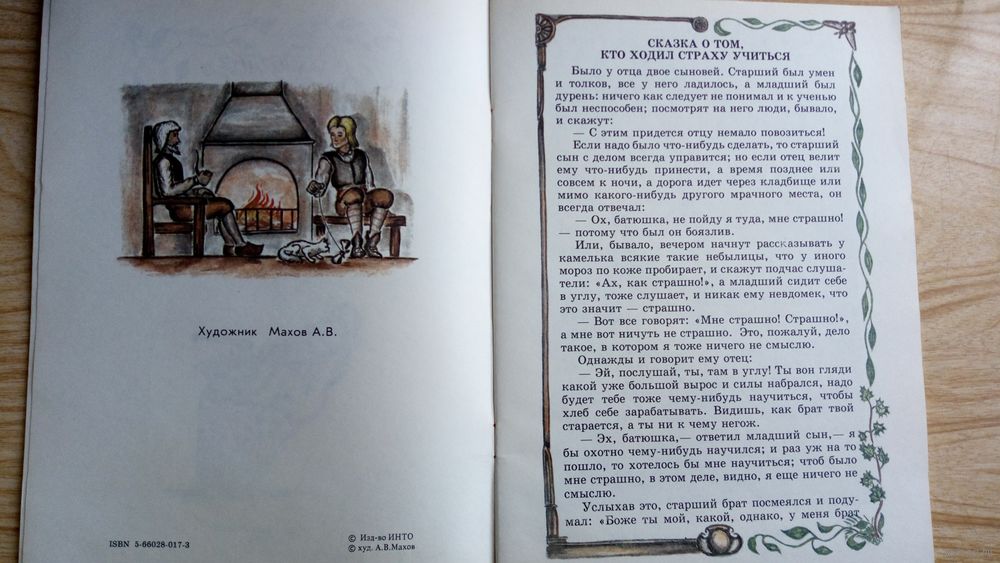 Художник Махов А.В.
ISBN 5-66028-017-3
© Изд-во ИНТО
© худ. А.В.Махов
СКАЗКА О ТОМ,
КТО ХОДИЛ СТРАХУ УЧИТЬСЯ
Было у отца двое сыновей. Старший был умен
и толков, все у него ладилось, а младший был
дурень: ничего как следует не понимал и к ученью
был неспособен; посмотрят на него люди, бывало,
и скажут:
— С этим придется отцу немало повозиться!
Если надо было что-нибудь сделать, то старший
сын с делом всегда управится; но если отец велит
ему что-нибудь принести, а время позднее или
совсем к ночи, а дорога идет через кладбище или
мимо какого-нибудь другого мрачного места, он
всегда отвечал:
— Ох, батюшка, не пойду я туда, мне страшно!
— потому что был он боязлив.
Или, бывало, вечером начнут рассказывать у
камелька всякие такие небылицы, что у иного
мороз по коже пробирает, и скажут подчас слуша-
тели: «Ах, как страшно!», а младший сидит себе
в углу, тоже слушает, и никак ему невдомек, что
это значит — страшно.
— Вот все говорят: «Мне страшно! Страшно!»,
а мне вот ничуть не страшно. Это, пожалуй, дело
такое, в котором я тоже ничего не смыслю.
Однажды и говорит ему отец:
— Эй, послушай, ты, там в углу! Ты вон гляди
какой уже большой вырос и силы набрался, надо
будет тебе тоже чему-нибудь научиться, чтобы
хлеб себе зарабатывать. Видишь, как брат твой
старается, а ты ни к чему негож.
— Эх, батюшка,— ответил младший сын,— я
бы охотно чему-нибудь научился; и раз уж на то
пошло, то хотелось бы мне научиться; чтоб было
мне страшно, в этом деле, видно, я еще ничего не
смыслю.
Услыхав это, старший брат посмеялся и поду-
мал: «Боже ты мой, какой, однако, у меня брат